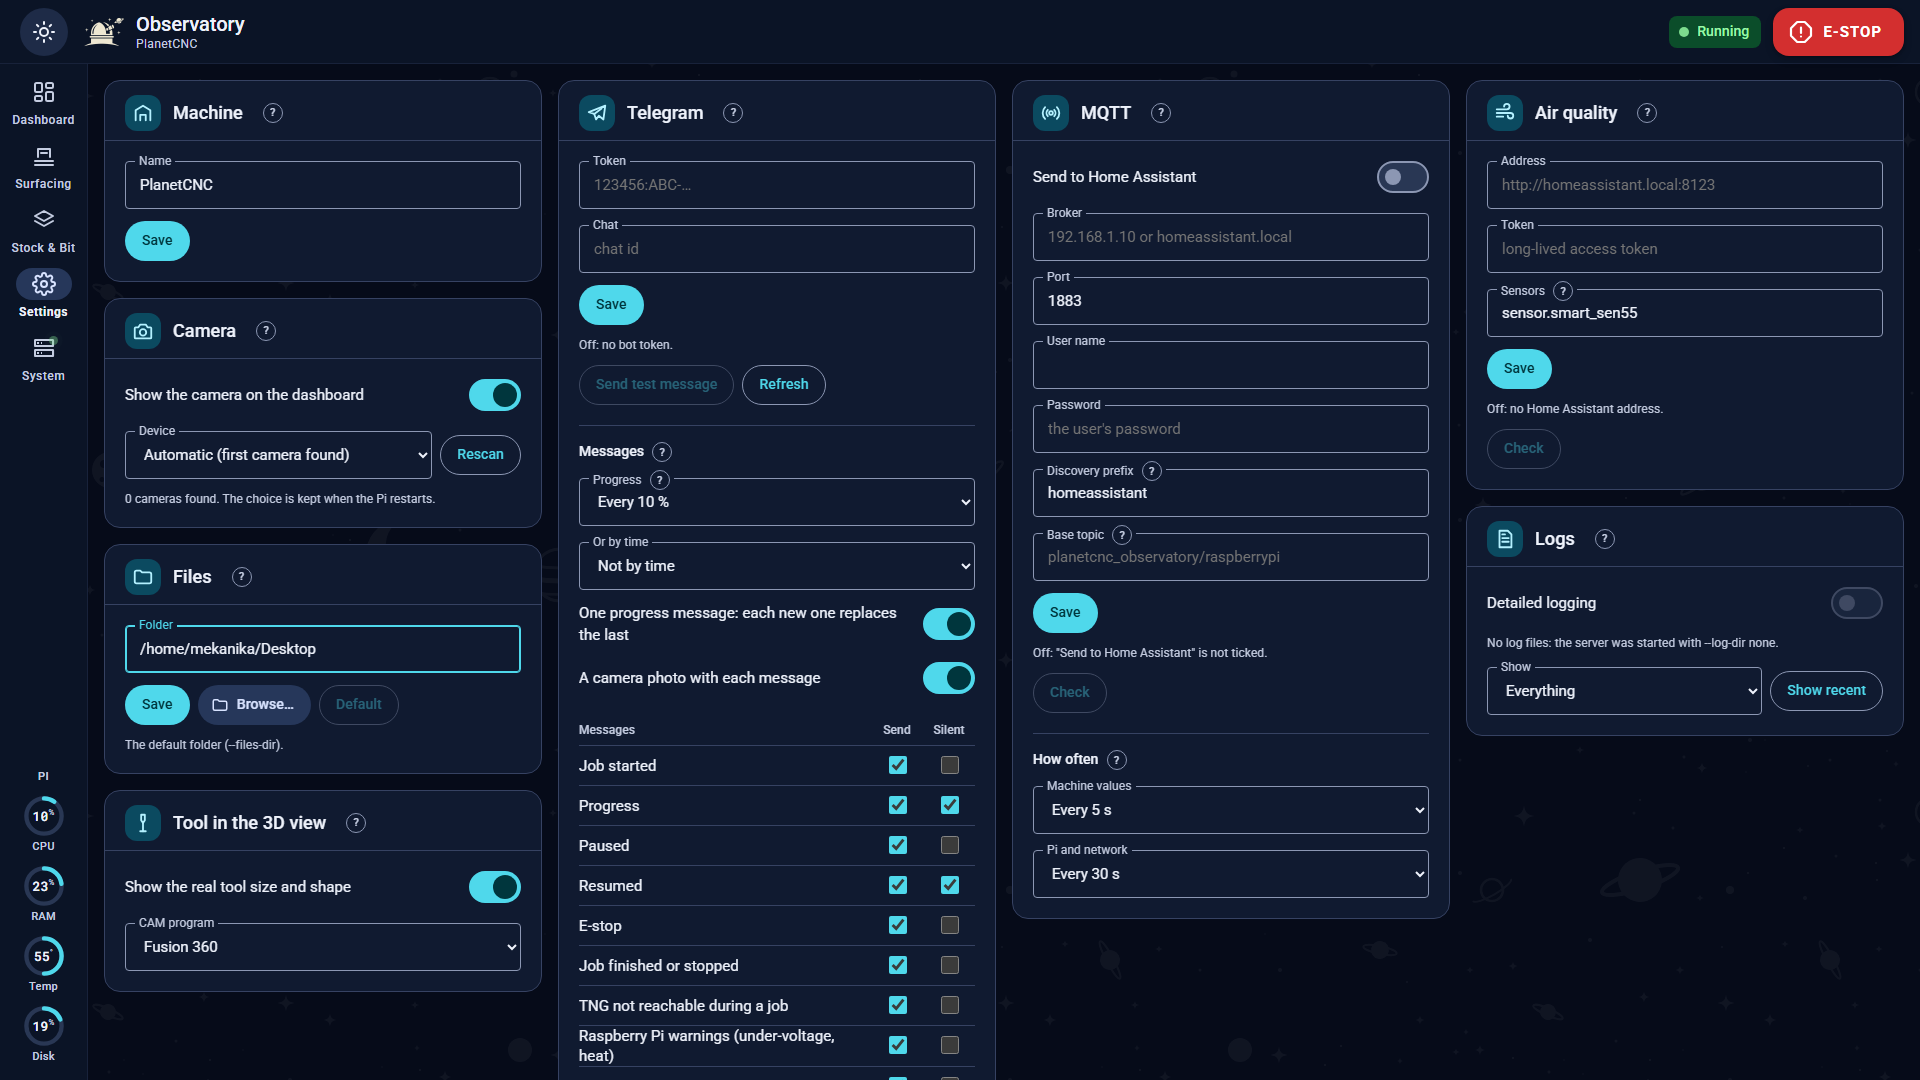 Observatory
PlanetCNC
Running
E-STOP
Dashboard
Surfacing
Stock & Bit
Settings
System
PI
10%
CPU
23%
RAM
55°
Temp
19%
Disk
Machine ?
Name
PlanetCNC
Save
Camera ?
Show the camera on the dashboard
Device
Automatic (first camera found)
Rescan
0 cameras found. The choice is kept when the Pi restarts.
Files ?
Folder
/home/mekanika/Desktop
Save
Browse...
Default
The default folder (--files-dir).
Tool in the 3D view ?
Show the real tool size and shape
CAM program
Fusion 360
Telegram ?
Token
123456:ABC-...
Chat
chat id
Save
Off: no bot token.
Send test message
Refresh
Messages ?
Progress ?
Every 10 %
Or by time
Not by time
One progress message: each new one replaces
the last
A camera photo with each message
Messages Send Silent
Job started
Progress
Paused
Resumed
E-stop
Job finished or stopped
TNG not reachable during a job
Raspberry Pi warnings (under-voltage,
heat)
MQTT ?
Send to Home Assistant
Broker
192.168.1.10 or homeassistant.local
Port
1883
User name
Password
the user's password
Discovery prefix ?
homeassistant
Base topic ?
planetcnc_observatory/raspberrypi
Save
Off: "Send to Home Assistant" is not ticked.
Check
How often ?
Machine values
Every 5 s
Pi and network
Every 30 s
Air quality ?
Address
http://homeassistant.local:8123
Token
long-lived access token
Sensors ?
sensor.smart_sen55
Save
Off: no Home Assistant address.
Check
Logs ?
Detailed logging
No log files: the server was started with --log-dir none.
Show
Everything
Show recent